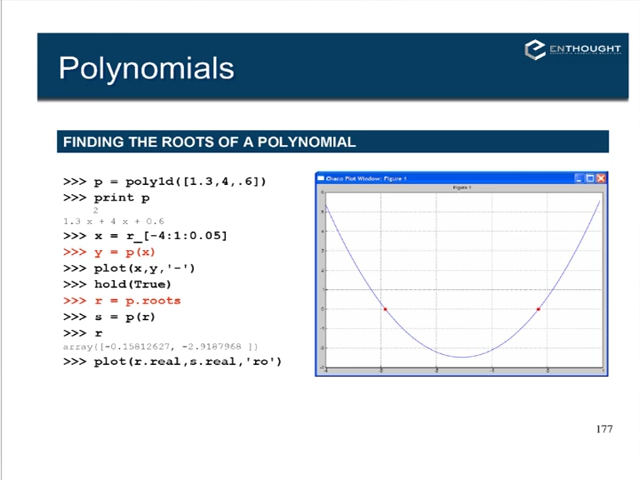 ENTHOUGHT
Polynomials
FINDING THE ROOTS OF A POLYNOMIAL
>>> p = poly1d([1.3,4,.6])
>>> print p
2
1.3 x + 4 x + 0.6
>>> x = r_[-4:1:0.05]
>>> y = p(x)
>>> plot(x,y,'-')
>>> hold(True)
>>> r = p.roots
>>> s = p(r)
>>> r
array([-0.15812627, -2.9187968 ])
>>> plot(r.real,s.real,'ro')
Chaco Plot Window: Figure 1
Figure 1
177